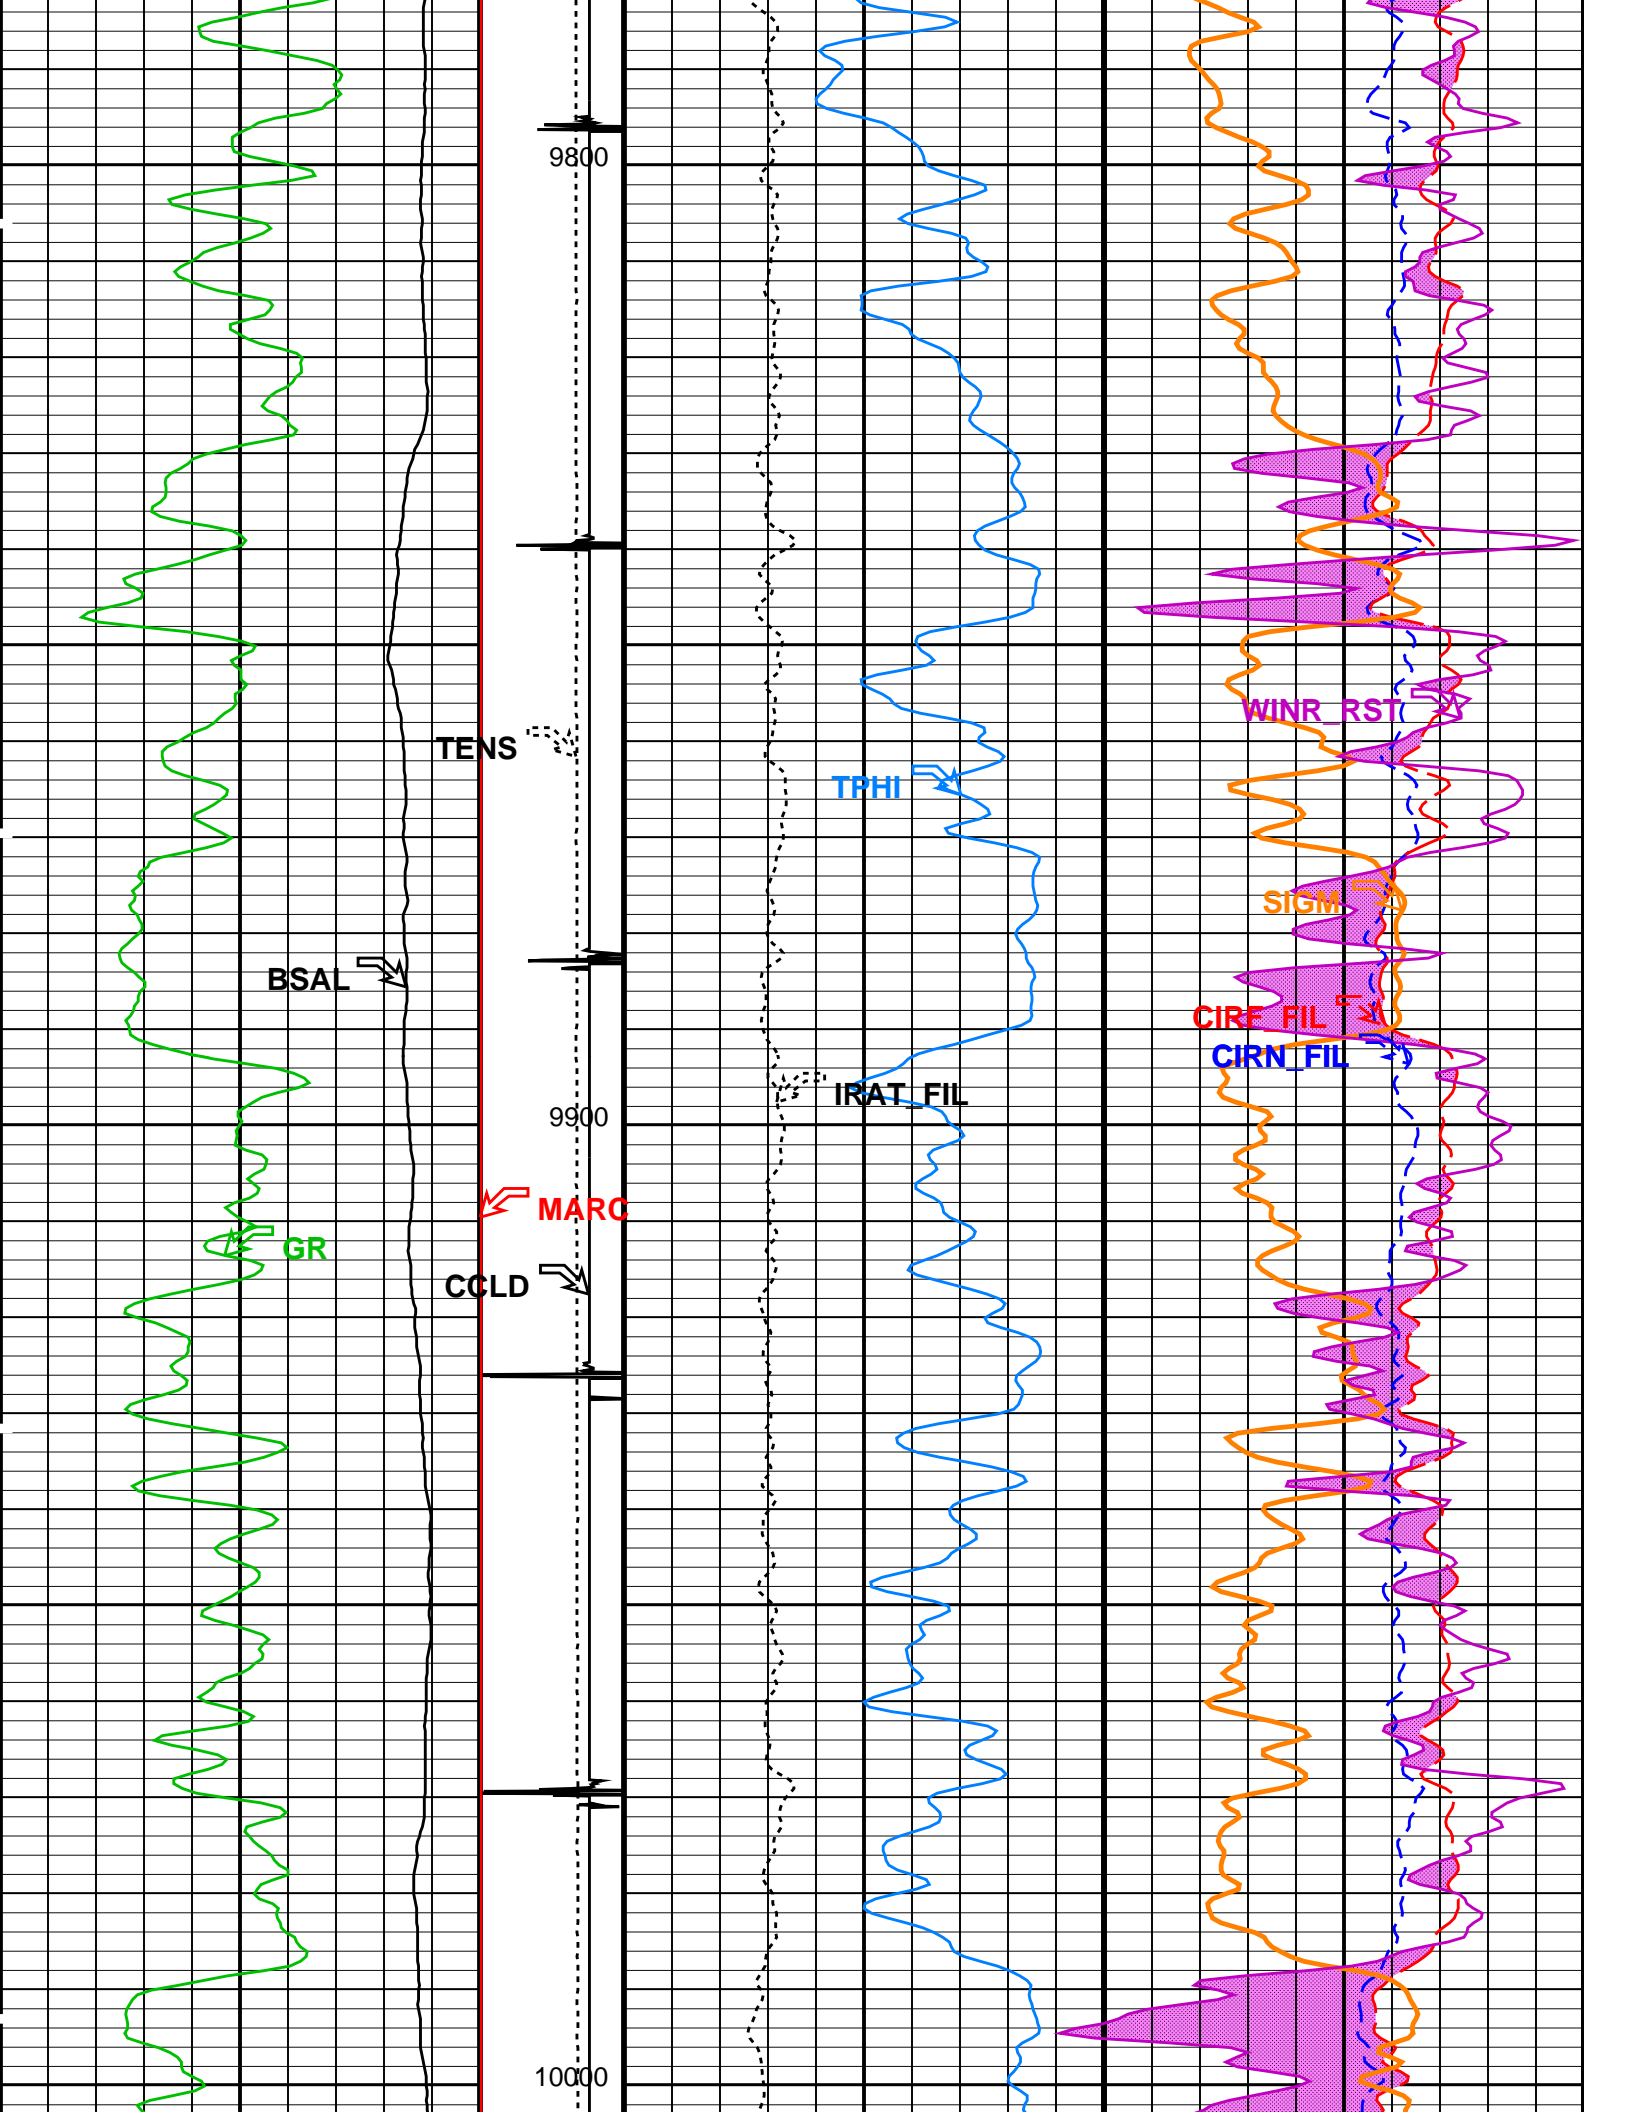 9800
WINR_RST
TENS
TPHI
SIGM
BSAL
CIRF_FIL
CIRN_FIL
IRAT_FIL
9900
MARC
GR
CCLD
10000